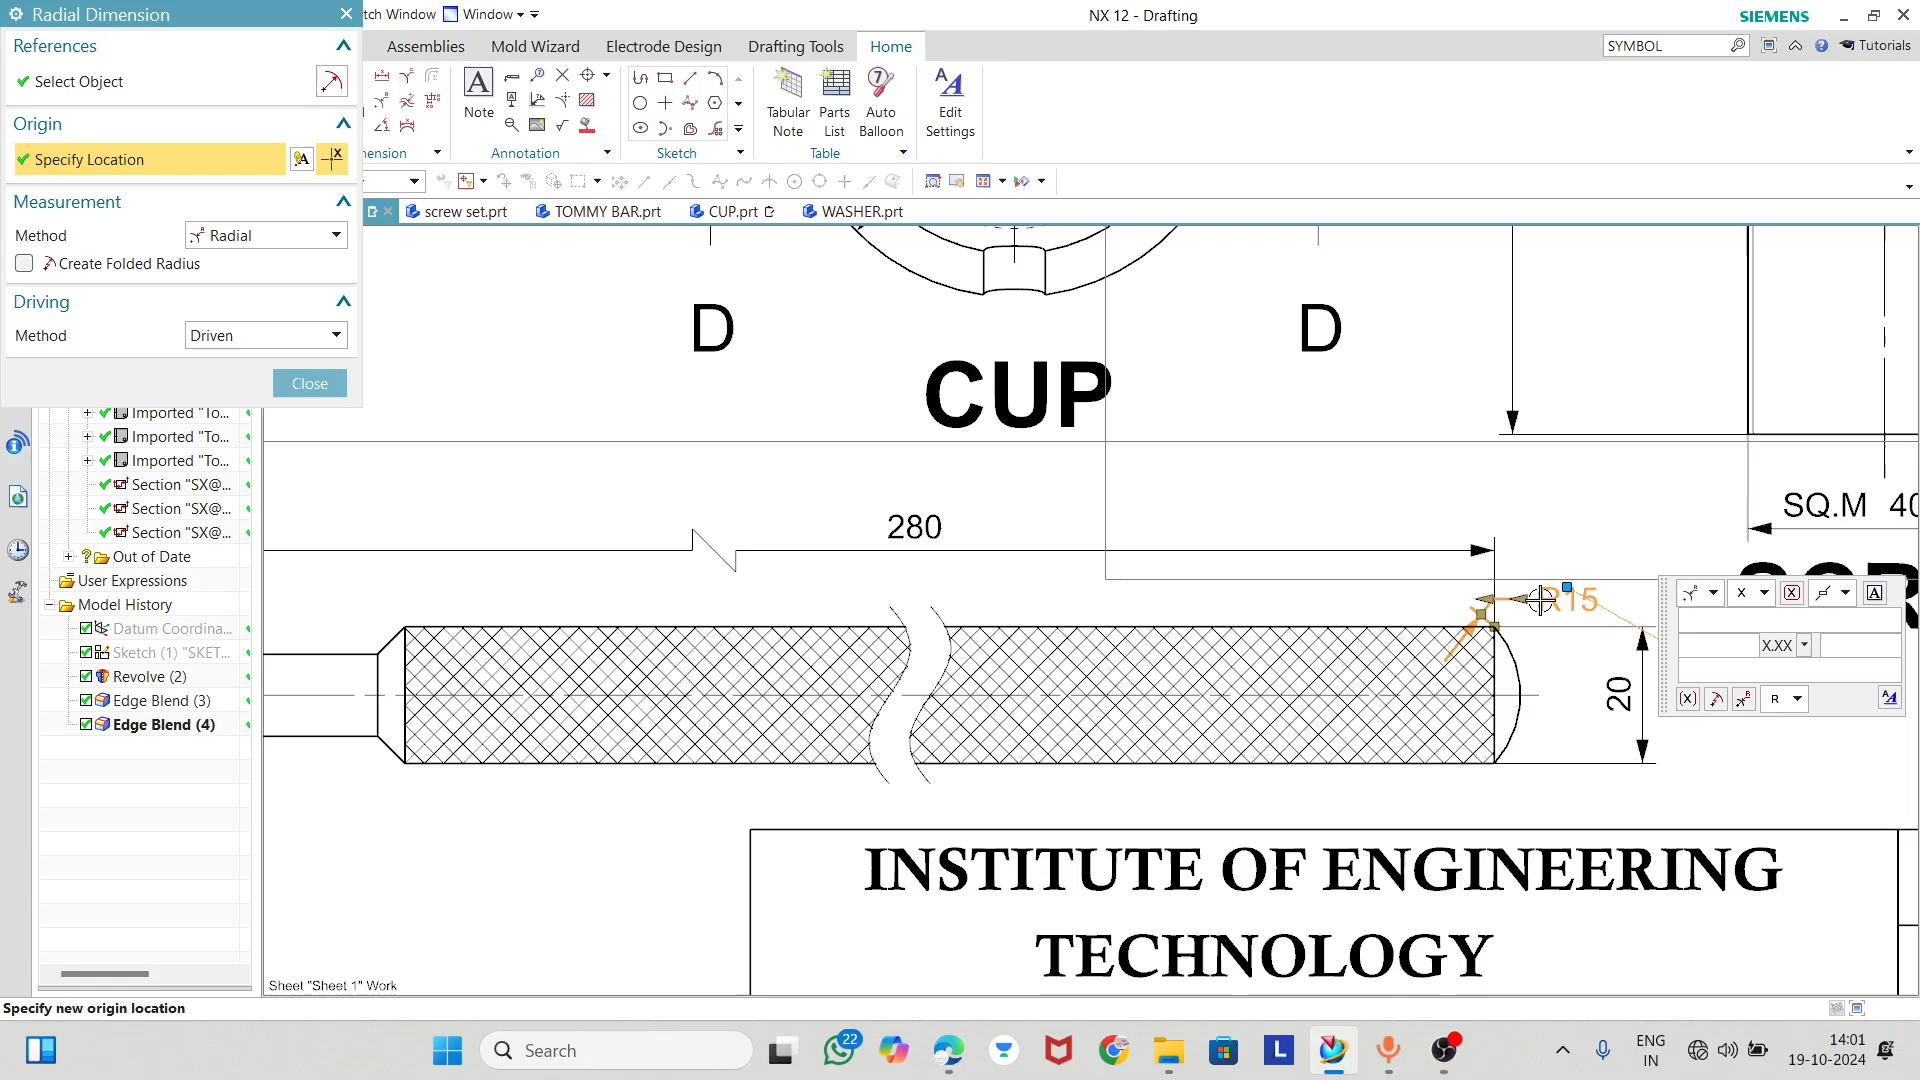 Radial Dimension
tch Window
Window
NX 12 - Drafting
SIEMENS
References
Assemblies
Mold Wizard
Electrode Design
Drafting Tools
Home
SYMBOL
Tutorials
Select Object
Note
Tabular
Note
Parts
List
Auto
Balloon
Edit
Settings
Origin
mension
Annotation
Sketch
Table
Specify Location
Measurement
screw set.prt
TOMMY BAR.prt
CUP.prt
WASHER.prt
Method
Radial
Create Folded Radius
Driving
Method
Driven
Close
D
D
CUP
Imported "To...
Imported "To...
Imported "To...
Section "SX@...
Section "SX@...
Section "SX@...
Out of Date
User Expressions
Model History
Datum Coordina...
Sketch (1) "SKET...
Revolve (2)
Edge Blend (3)
Edge Blend (4)
SQ.M 40
280
R15
X
A
X.XX
R
20
INSTITUTE OF ENGINEERING
TECHNOLOGY
Sheet "Sheet 1" Work
Specify new origin location
Search
22
ENG
IN
14:01
19-10-2024